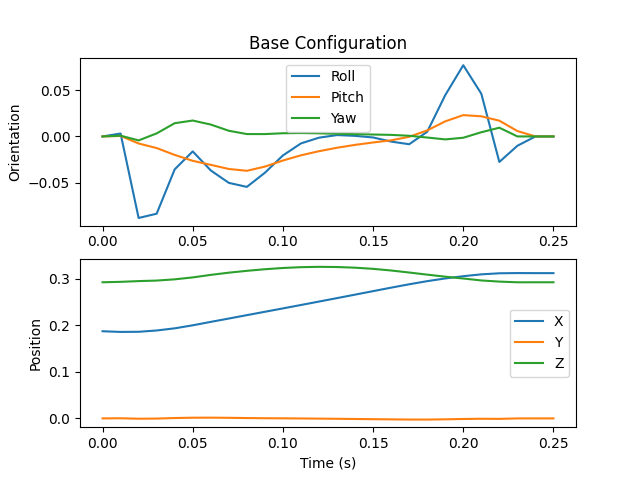 Base Configuration
Orientation
0.05
0.00
−0.05
Roll
Pitch
Yaw
0.00 0.05 0.10 0.15 0.20 0.25
Position
0.3
0.2
0.1
0.0
X
Y
Z
0.00 0.05 0.10 0.15 0.20 0.25
Time (s)